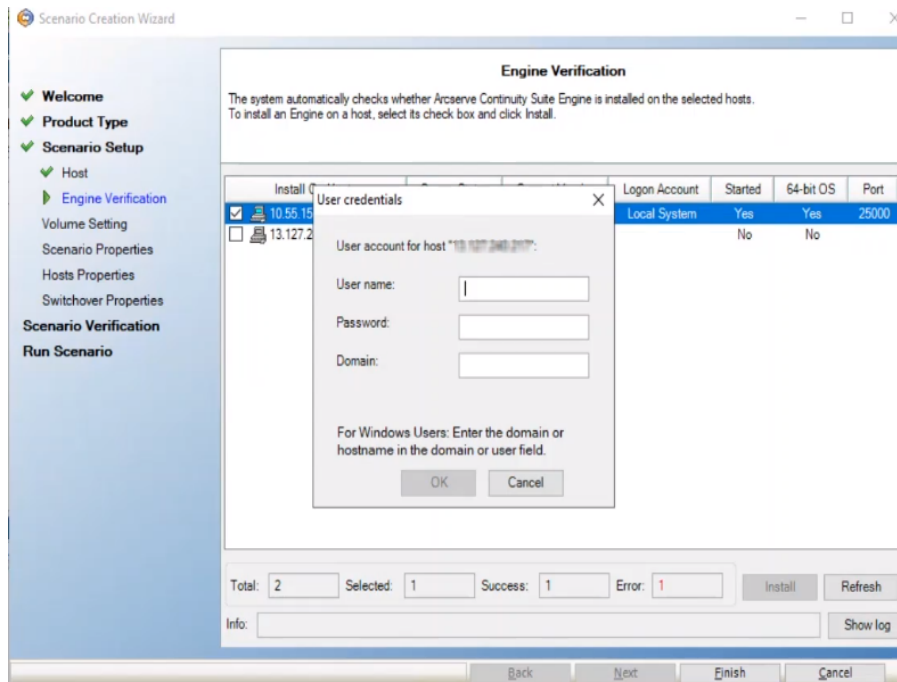 Scenario Creation Wizard
Welcome
Product Type
Scenario Setup
Host
Engine Verification
Volume Setting
Scenario Properties
Hosts Properties
Switchover Properties
Scenario Verification
Run Scenario
Engine Verification
The system automatically checks whether Arcserve Continuity Suite Engine is installed on the selected hosts.
To install an Engine on a host, select its check box and click Install.
Install Logon Account Started 64-bit OS Port
10.55.15 Local System Yes Yes 25000
13.127.2 No No
User credentials
User account for host
User name:
Password:
Domain:
For Windows Users: Enter the domain or
hostname in the domain or user field.
OK Cancel
Total: 2 Selected: 1 Success: 1 Error: 1 Install Refresh
Info: Show log
Back Next Finish Cancel